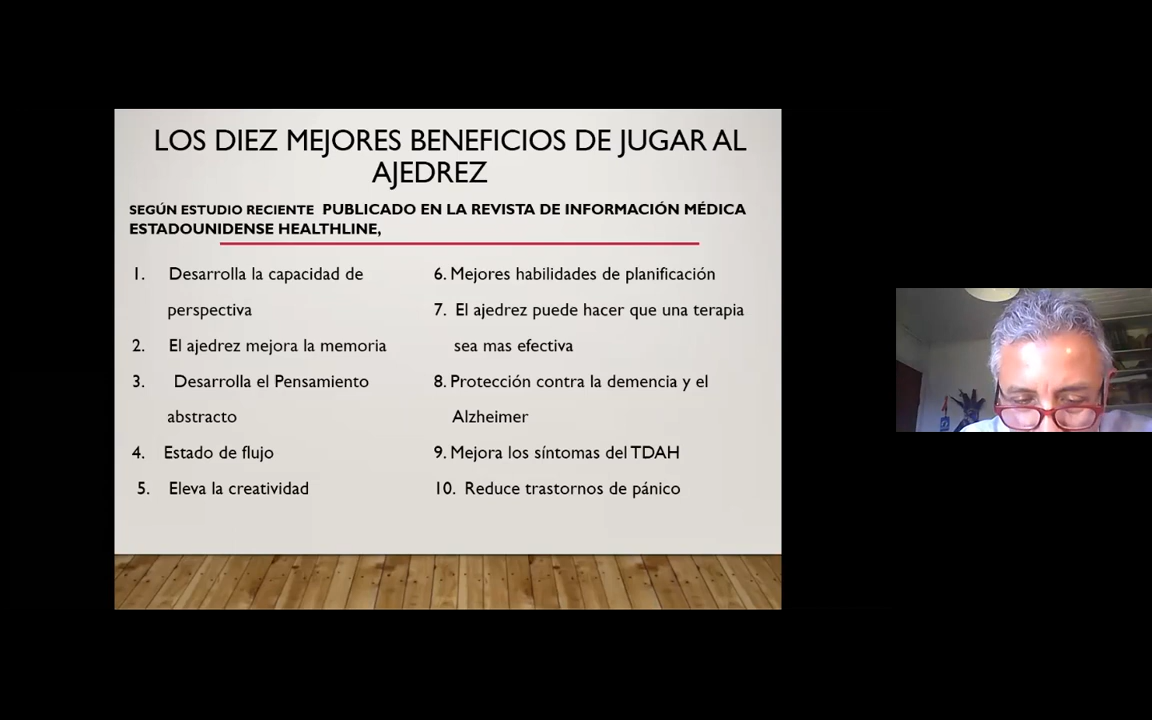 LOS DIEZ MEJORES BENEFICIOS DE JUGAR AL
AJEDREZ
SEGÚN ESTUDIO RECIENTE PUBLICADO EN LA REVISTA DE INFORMACIÓN MÉDICA
ESTADOUNIDENSE HEALTHLINE,
1. Desarrolla la capacidad de
perspectiva
2. El ajedrez mejora la memoria
3. Desarrolla el Pensamiento
abstracto
4. Estado de flujo
5. Eleva la creatividad
6. Mejores habilidades de planificación
7. El ajedrez puede hacer que una terapia
sea mas efectiva
8. Protección contra la demencia y el
Alzheimer
9. Mejora los síntomas del TDAH
10. Reduce trastornos de pánico